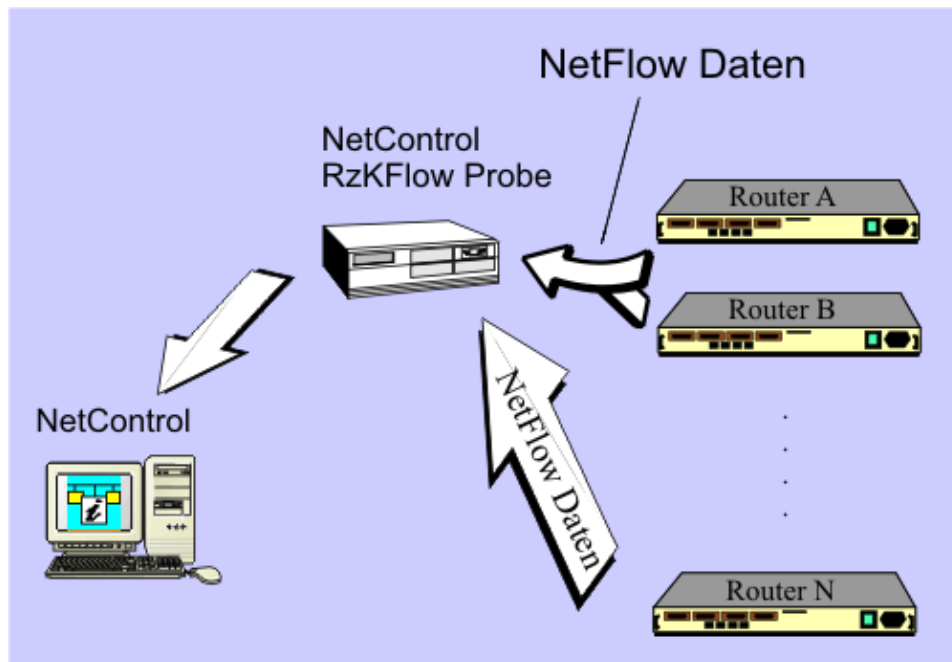 NetFlow Daten
NetControl
RzKFlow Probe
Router A
Router B
NetControl
NetFlow Daten
Router N